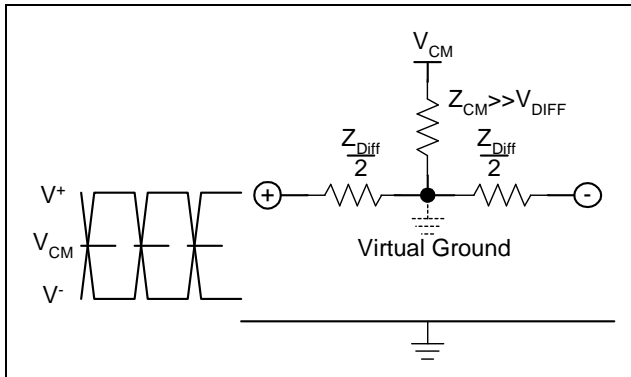 V_CM
Z_CM>>V_DIFF
Z_Diff
2
Z_Diff
2
V⁺
+
-
V_CM
Virtual Ground
V⁻